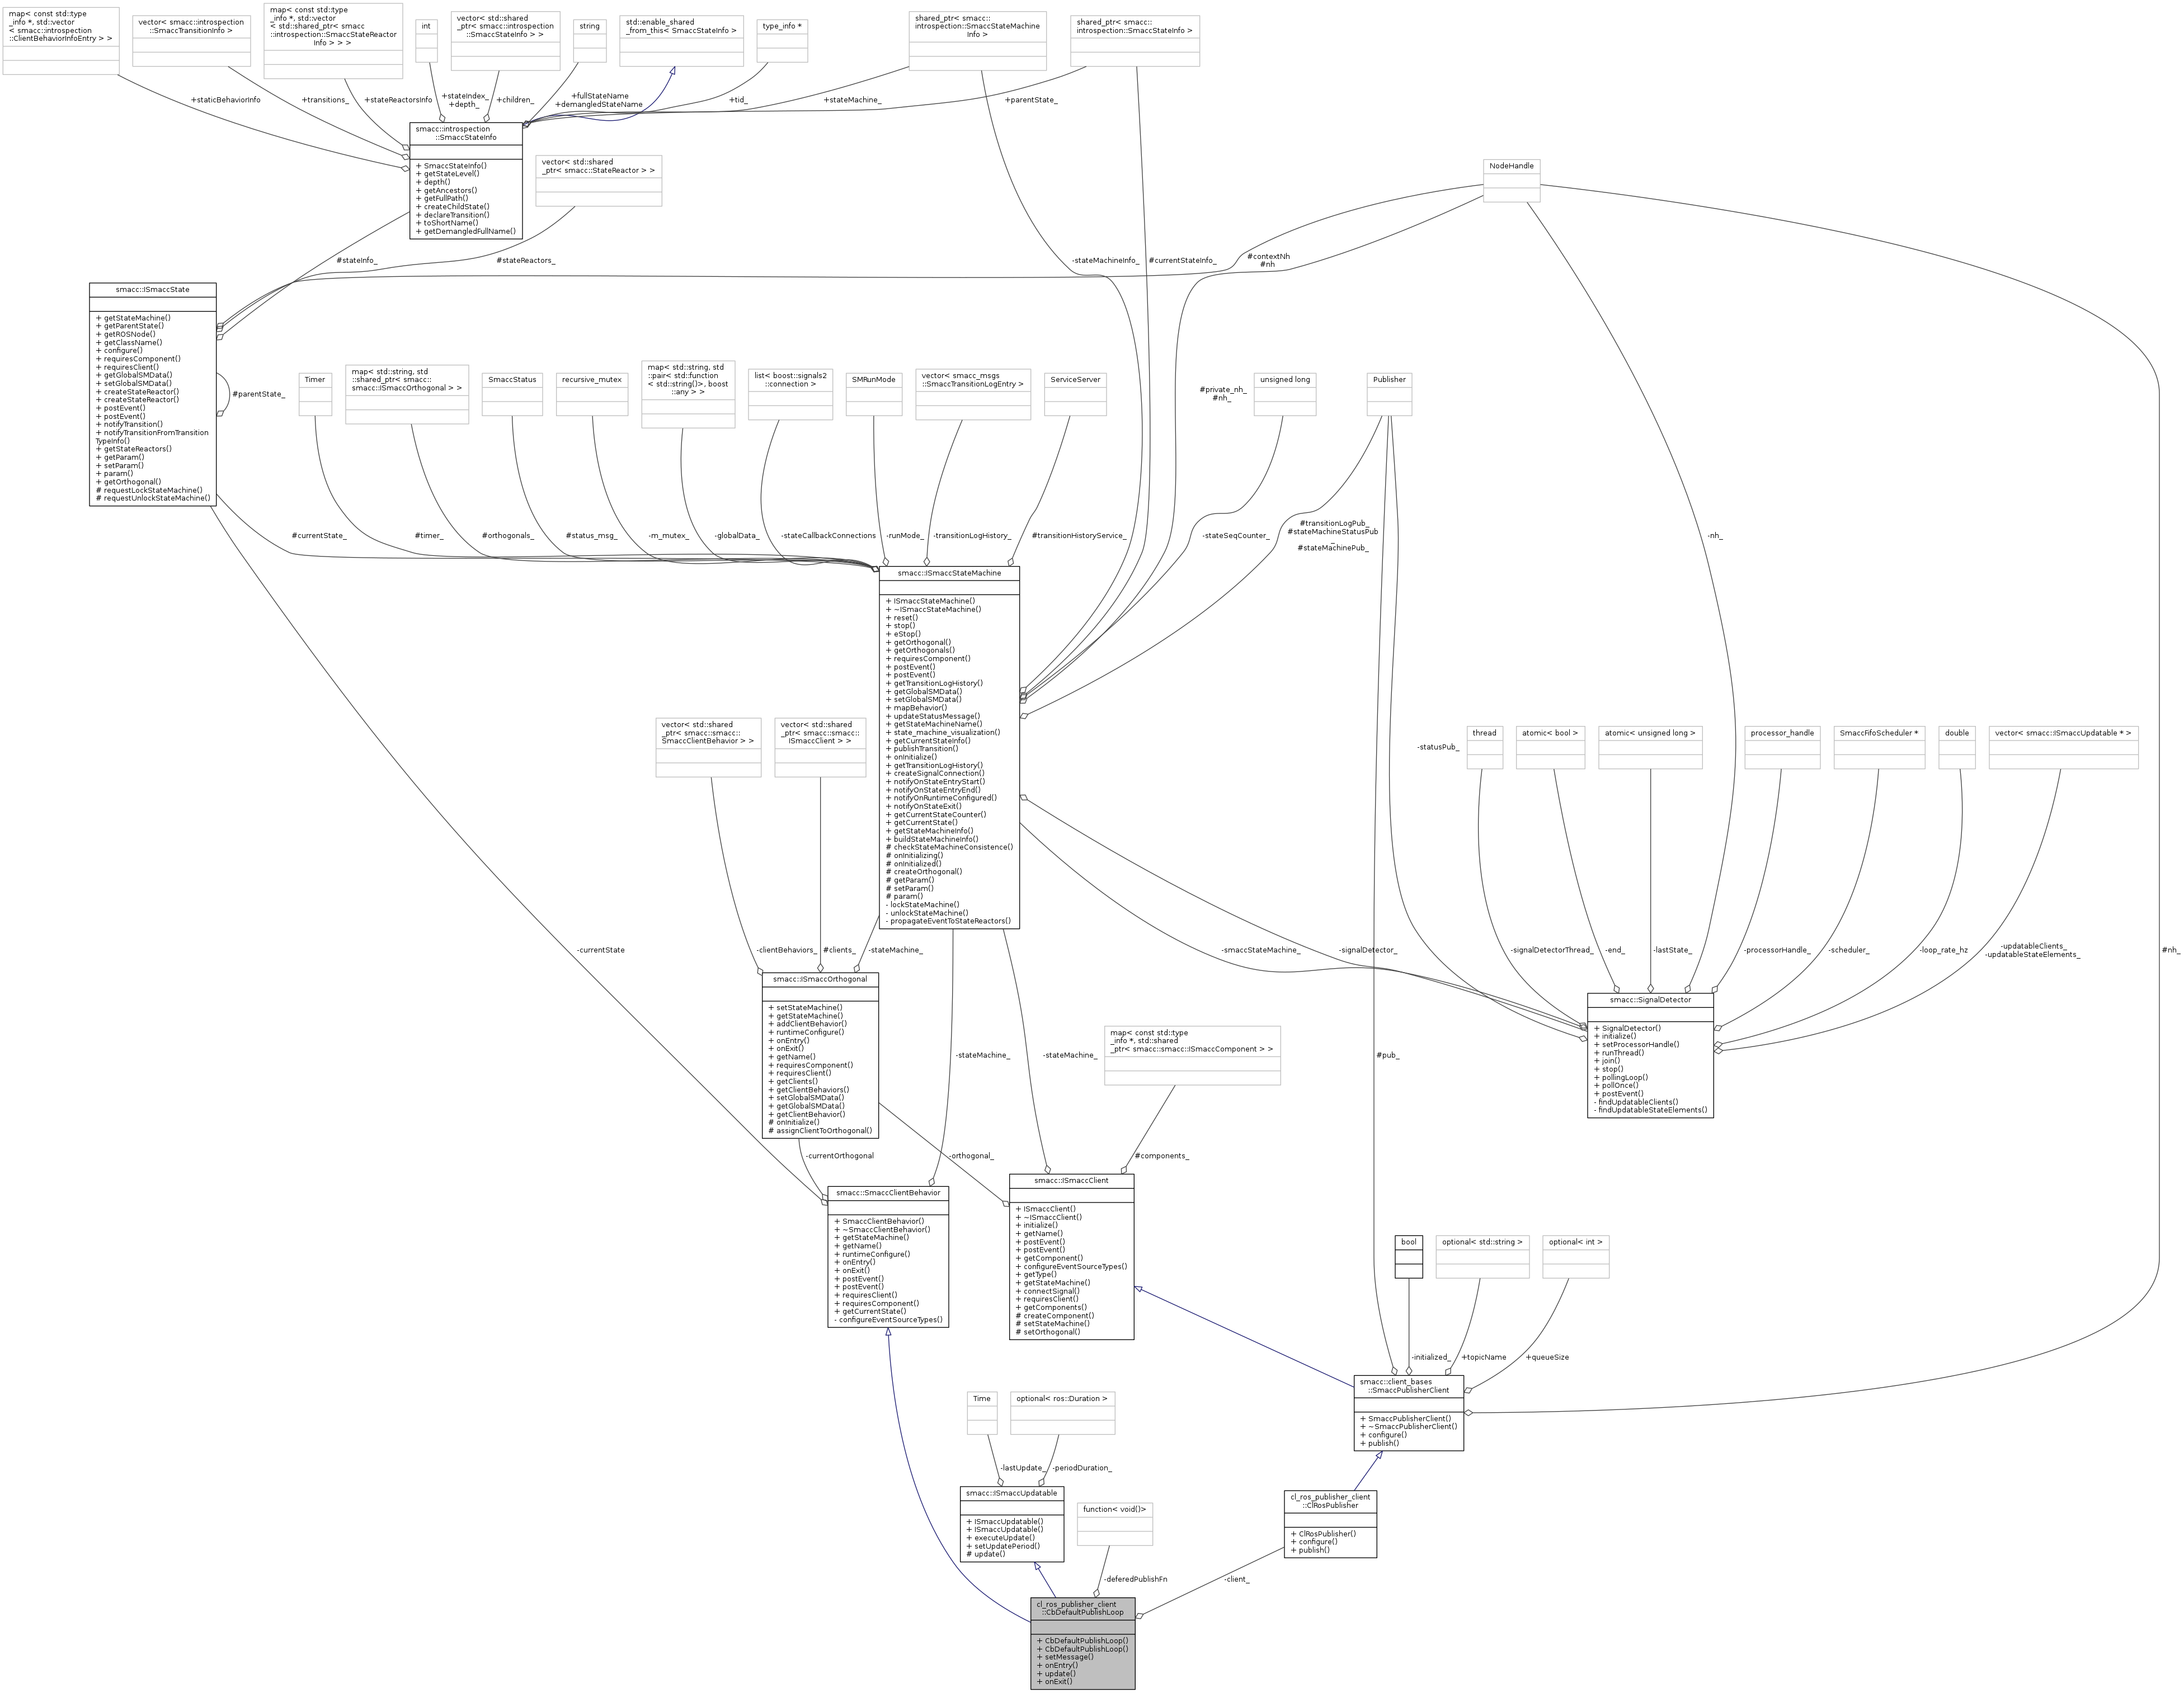 map< const std::type
_info *, std::vector
< smacc::introspection
::ClientBehaviorInfoEntry > >
vector< smacc::introspection
::SmaccTransitionInfo >
map< const std::type
_info *, std::vector
< std::shared_ptr< smacc
::introspection::SmaccStateReactor
Info > > >
int
vector< std::shared
_ptr< smacc::introspection
::SmaccStateInfo > >
string
std::enable_shared
_from_this< SmaccStateInfo >
type_info *
shared_ptr< smacc::
introspection::SmaccStateMachine
Info >
shared_ptr< smacc::
introspection::SmaccStateInfo >
+staticBehaviorInfo
+transitions_
+stateReactorsInfo
+stateIndex_
+depth_
+children_
+fullStateName
+demangledStateName
+tid_
+stateMachine_
+parentState_
smacc::introspection
::SmaccStateInfo
+ SmaccStateInfo()
+ getStateLevel()
+ depth()
+ getAncestors()
+ getFullPath()
+ createChildState()
+ declareTransition()
+ toShortName()
+ getDemangledFullName()
vector< std::shared
_ptr< smacc::StateReactor > >
NodeHandle
#stateInfo_
#stateReactors_
-stateMachineInfo_
#currentStateInfo_
#contextNh
#nh
smacc::ISmaccState
+ getStateMachine()
+ getParentState()
+ getROSNode()
+ getClassName()
+ configure()
+ requiresComponent()
+ requiresClient()
+ getGlobalSMData()
+ setGlobalSMData()
+ createStateReactor()
+ createStateReactor()
+ postEvent()
+ postEvent()
+ notifyTransition()
+ notifyTransitionFromTransition
TypeInfo()
+ getStateReactors()
+ getParam()
+ setParam()
+ param()
+ getOrthogonal()
# requestLockStateMachine()
# requestUnlockStateMachine()
#parentState_
Timer
map< std::string, std
::shared_ptr< smacc::
smacc::ISmaccOrthogonal > >
SmaccStatus
recursive_mutex
map< std::string, std
::pair< std::function
< std::string()>, boost
::any > >
list< boost::signals2
::connection >
SMRunMode
vector< smacc_msgs
::SmaccTransitionLogEntry >
ServiceServer
#private_nh_
#nh_
unsigned long
Publisher
#currentState_
#timer_
#orthogonals_
#status_msg_
-m_mutex_
-globalData_
-stateCallbackConnections
-runMode_
-transitionLogHistory_
#transitionHistoryService_
-stateSeqCounter_
#transitionLogPub_
#stateMachineStatusPub
_
#stateMachinePub_
-nh_
smacc::ISmaccStateMachine
+ ISmaccStateMachine()
+ ~ISmaccStateMachine()
+ reset()
+ stop()
+ eStop()
+ getOrthogonal()
+ getOrthogonals()
+ requiresComponent()
+ postEvent()
+ postEvent()
+ getTransitionLogHistory()
+ getGlobalSMData()
+ setGlobalSMData()
+ mapBehavior()
+ updateStatusMessage()
+ getStateMachineName()
+ state_machine_visualization()
+ getCurrentStateInfo()
+ publishTransition()
+ onInitialize()
+ getTransitionLogHistory()
+ createSignalConnection()
+ notifyOnStateEntryStart()
+ notifyOnStateEntryEnd()
+ notifyOnRuntimeConfigured()
+ notifyOnStateExit()
+ getCurrentStateCounter()
+ getCurrentState()
+ getStateMachineInfo()
+ buildStateMachineInfo()
# checkStateMachineConsistence()
# onInitializing()
# onInitialized()
# createOrthogonal()
# getParam()
# setParam()
# param()
- lockStateMachine()
- unlockStateMachine()
- propagateEventToStateReactors()
vector< std::shared
_ptr< smacc::smacc::
SmaccClientBehavior > >
vector< std::shared
_ptr< smacc::smacc::
ISmaccClient > >
-statusPub_
thread
atomic< bool >
atomic< unsigned long >
processor_handle
SmaccFifoScheduler *
double
vector< smacc::ISmaccUpdatable * >
-currentState
-clientBehaviors_
#clients_
-stateMachine_
-smaccStateMachine_
-signalDetector_
-signalDetectorThread_
-end_
-lastState_
-processorHandle_
-scheduler_
-loop_rate_hz
-updatableClients_
-updatableStateElements_
#nh_
smacc::ISmaccOrthogonal
+ setStateMachine()
+ getStateMachine()
+ addClientBehavior()
+ runtimeConfigure()
+ onEntry()
+ onExit()
+ getName()
+ requiresComponent()
+ requiresClient()
+ getClients()
+ getClientBehaviors()
+ setGlobalSMData()
+ getGlobalSMData()
+ getClientBehavior()
# onInitialize()
# assignClientToOrthogonal()
smacc::SignalDetector
+ SignalDetector()
+ initialize()
+ setProcessorHandle()
+ runThread()
+ join()
+ stop()
+ pollingLoop()
+ pollOnce()
+ postEvent()
- findUpdatableClients()
- findUpdatableStateElements()
-stateMachine_
-stateMachine_
map< const std::type
_info *, std::shared
_ptr< smacc::smacc::ISmaccComponent > >
#pub_
-currentOrthogonal
-orthogonal_
#components_
smacc::SmaccClientBehavior
+ SmaccClientBehavior()
+ ~SmaccClientBehavior()
+ getStateMachine()
+ getName()
+ runtimeConfigure()
+ onEntry()
+ onExit()
+ postEvent()
+ postEvent()
+ requiresClient()
+ requiresComponent()
+ getCurrentState()
- configureEventSourceTypes()
smacc::ISmaccClient
+ ISmaccClient()
+ ~ISmaccClient()
+ initialize()
+ getName()
+ postEvent()
+ postEvent()
+ getComponent()
+ configureEventSourceTypes()
+ getType()
+ getStateMachine()
+ connectSignal()
+ requiresClient()
+ getComponents()
# createComponent()
# setStateMachine()
# setOrthogonal()
bool
optional< std::string >
optional< int >
-initialized_
+topicName
+queueSize
smacc::client_bases
::SmaccPublisherClient
+ SmaccPublisherClient()
+ ~SmaccPublisherClient()
+ configure()
+ publish()
Time
optional< ros::Duration >
-lastUpdate_
-periodDuration_
smacc::ISmaccUpdatable
+ ISmaccUpdatable()
+ ISmaccUpdatable()
+ executeUpdate()
+ setUpdatePeriod()
# update()
function< void()>
cl_ros_publisher_client
::ClRosPublisher
+ ClRosPublisher()
+ configure()
+ publish()
-deferedPublishFn
-client_
cl_ros_publisher_client
::CbDefaultPublishLoop
+ CbDefaultPublishLoop()
+ CbDefaultPublishLoop()
+ setMessage()
+ onEntry()
+ update()
+ onExit()